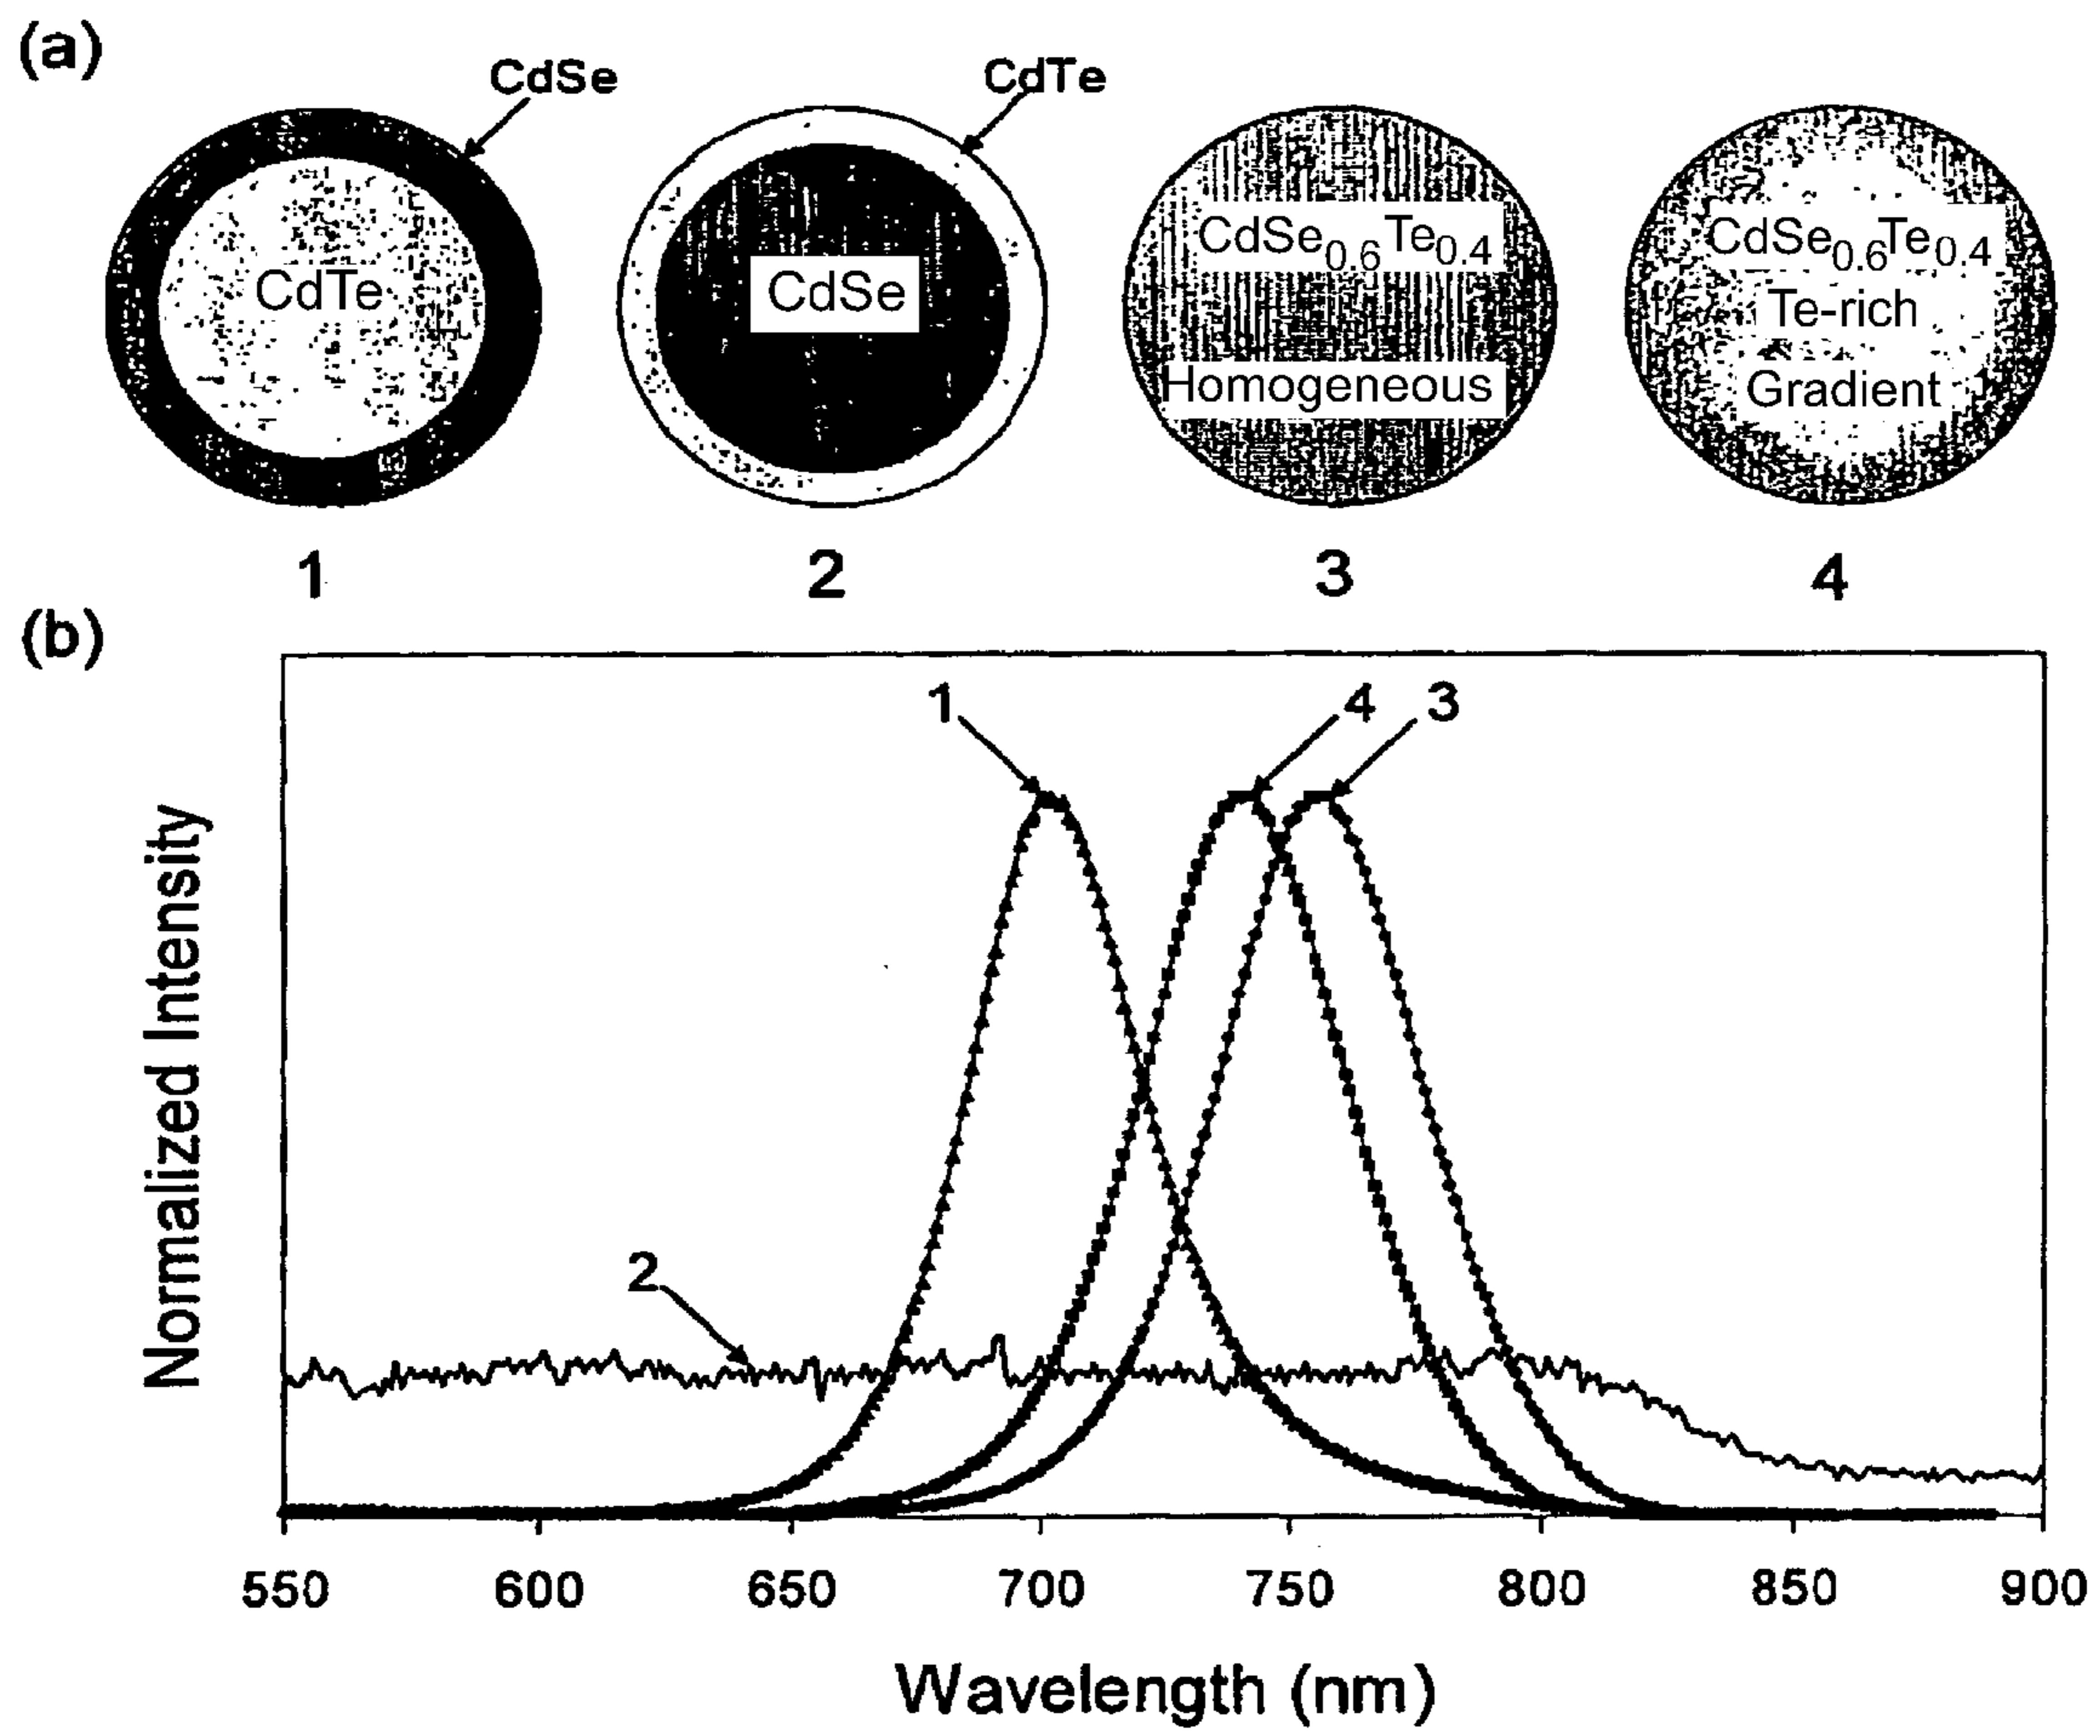 (a)
CdSe
CdTe
CdTe
CdSe
CdSe0.6Te0.4
Homogeneous
CdSe0.6Te0.4
Te-rich
Gradient
1 2 3 4
(b)
1 4 3
2
Normalized Intensity
550 600 650 700 750 800 850 900
Wavelength (nm)